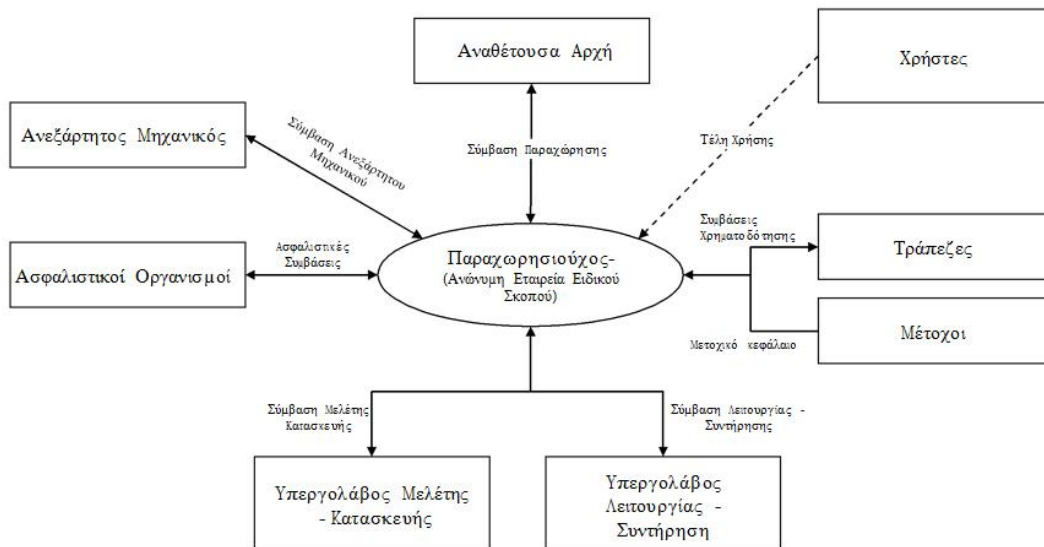 Αναθέτουσα Αρχή
Χρήστες
Ανεξάρτητος Μηχανικός
Σύμβαση Ανεξάρτητου
Μηχανικού
Σύμβαση Παραχώρησης
Τέλη Χρήσης
Ασφαλιστικοί Οργανισμοί
Ασφαλιστικές
Συμβάσεις
Παραχωρησιούχος-
(Ανώνυμη Εταιρεία Ειδικού
Σκοπού)
Συμβάσεις
Χρηματοδότησης
Τράπεζες
Μετοχικό κεφάλαιο
Μέτοχοι
Σύμβαση Μελέτης
Κατασκευής
Σύμβαση Λειτουργίας -
Συντήρησης
Υπεργολάβος Μελέτης
- Κατασκευής
Υπεργολάβος
Λειτουργίας -
Συντήρηση